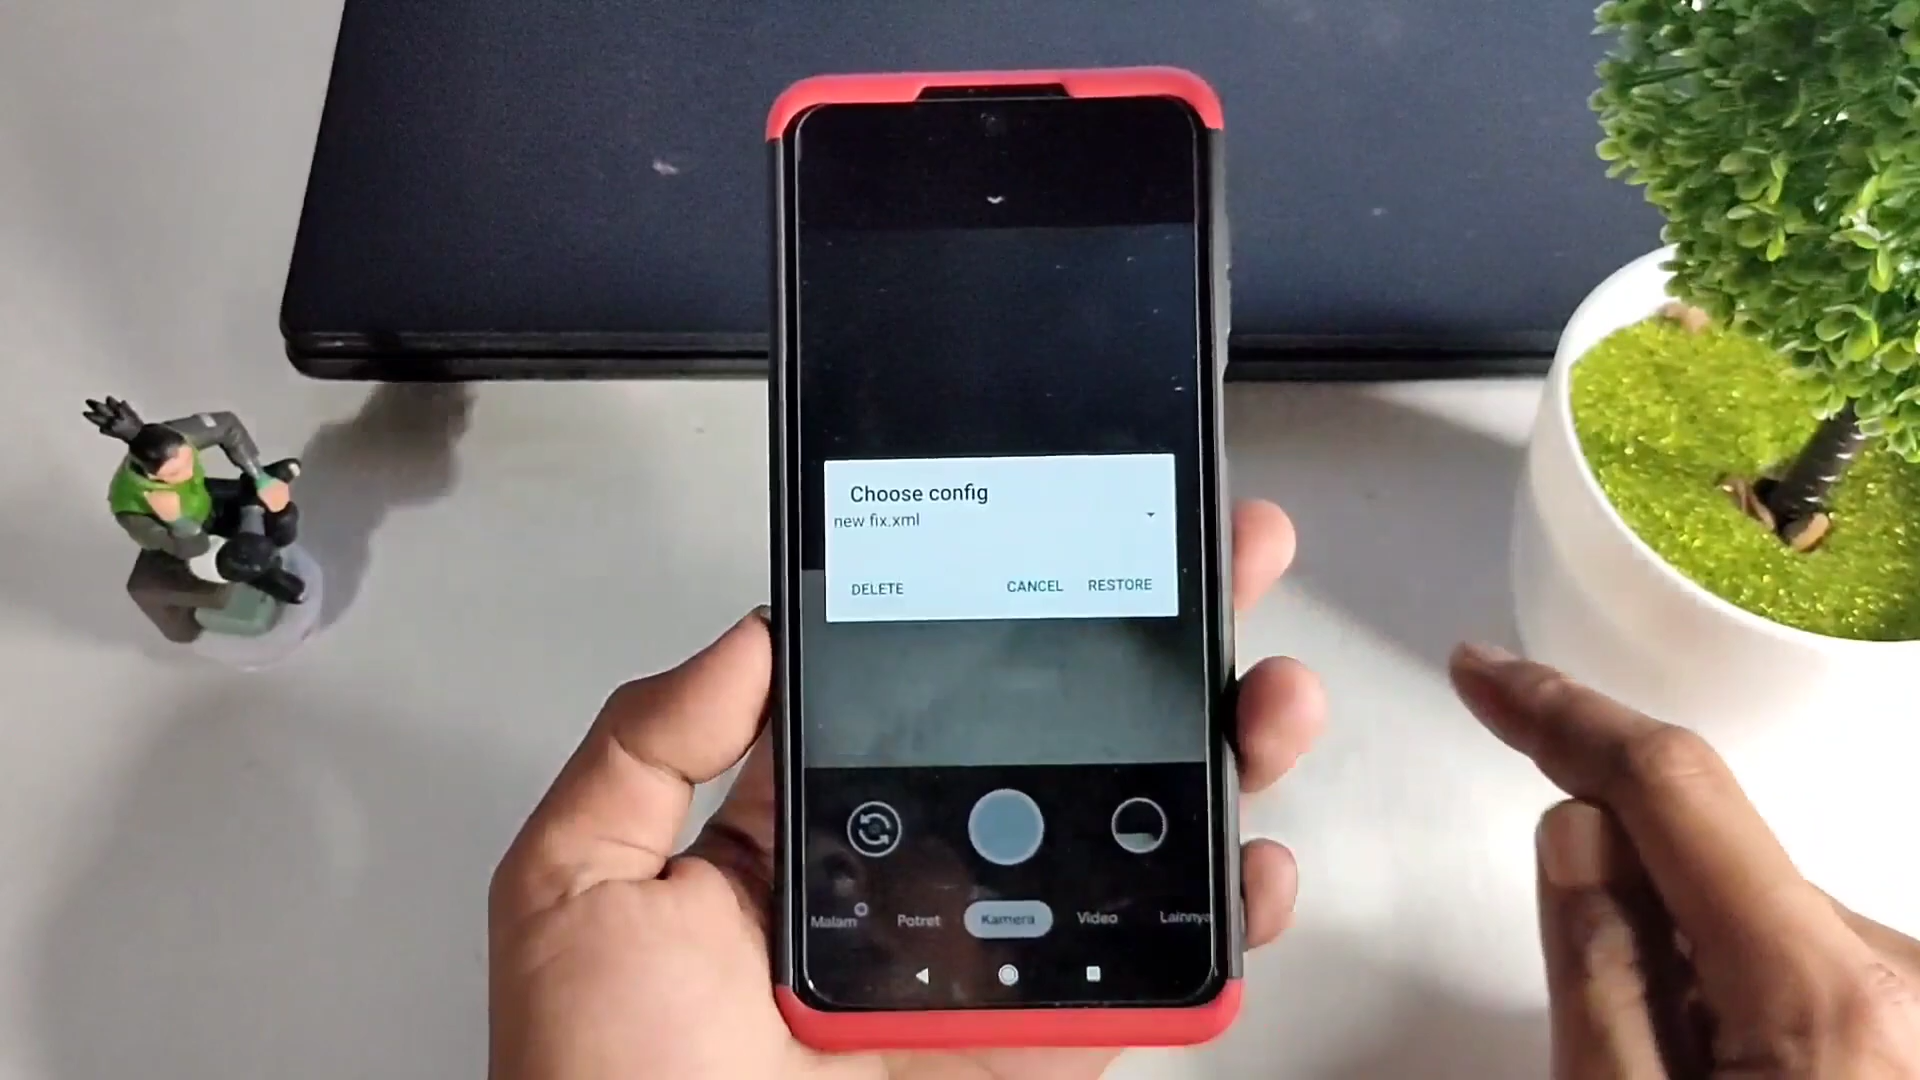 Choose config
new fix.xml
DELETE CANCEL RESTORE
Malam Potret Kamera Video Lainnya